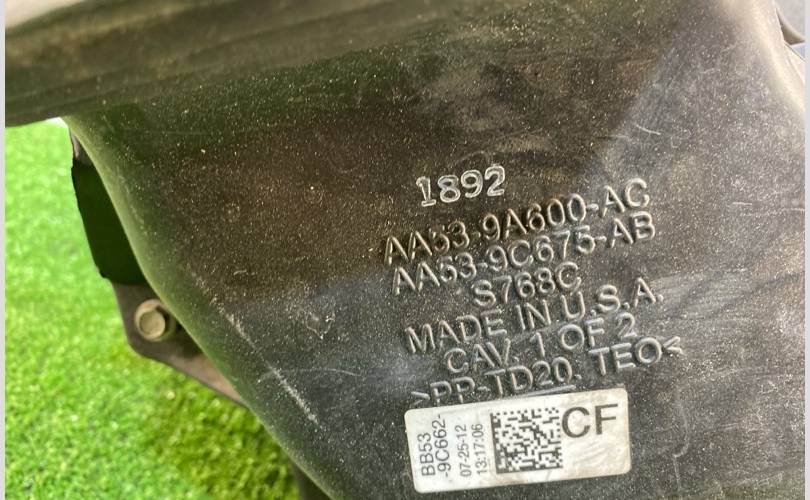 1892
AA53-9A600-AC
AA53-9C675-AB
S768C
MADE IN U.S.A.
CAV. 1 OF 2
>PP-TD20, TEO<
BB53
-9C662-
07-25-12
13:17:06
CF